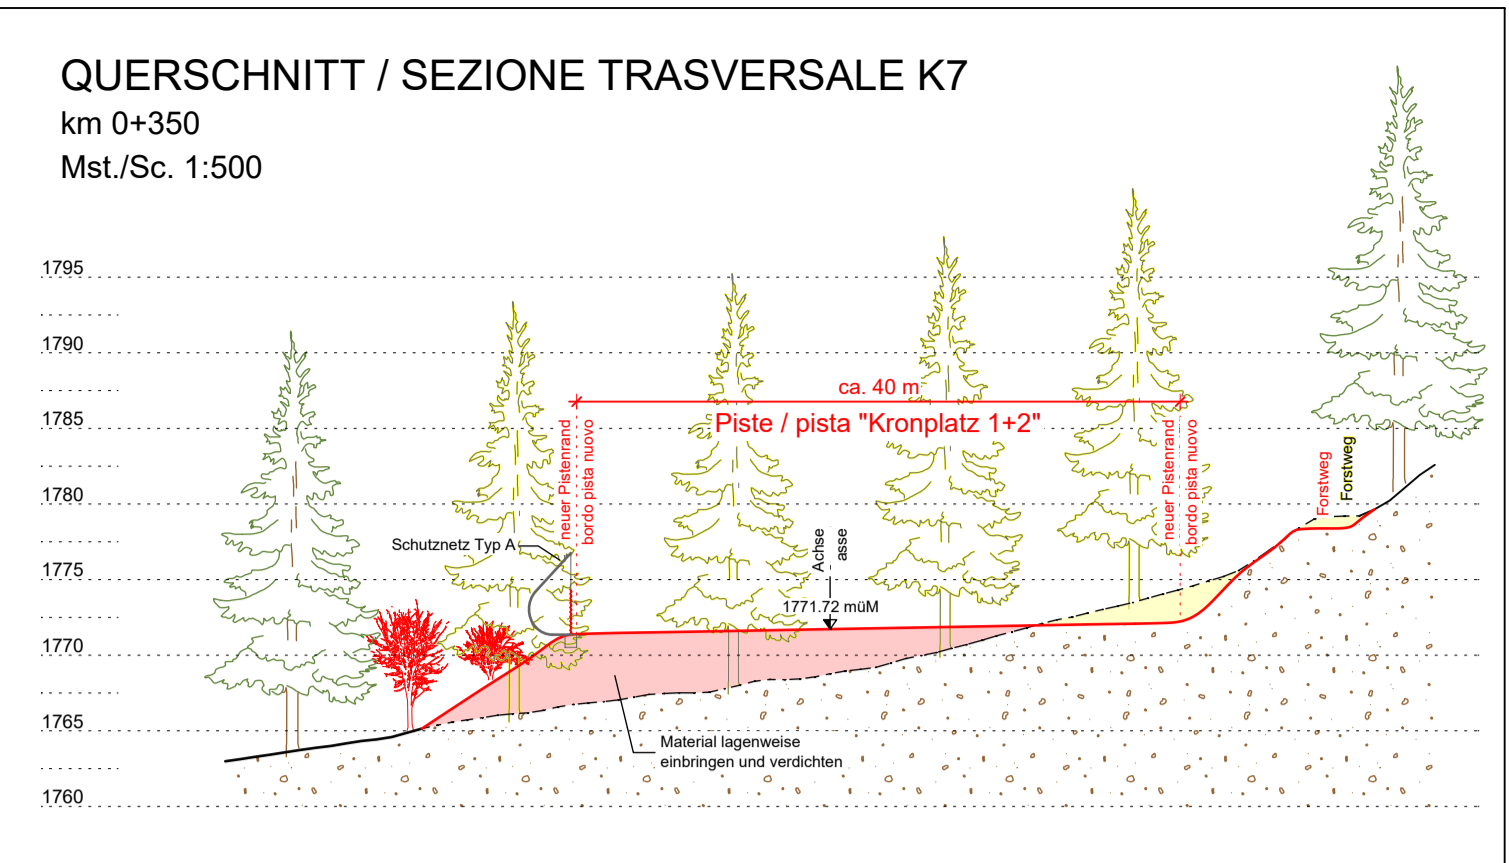 QUERSCHNITT / SEZIONE TRASVERSALE K7
km 0+350
Mst./Sc. 1:500
1795
1790
1785
1780
1775
1770
1765
1760
ca. 40 m
Piste / pista "Kronplatz 1+2"
neuer Pistenrand
bordo pista nuovo
Schutznetz Typ A
Achse
asse
1771.72 müM
neuer Pistenrand
bordo pista nuovo
Forstweg
Forstweg
Material lagenweise
einbringen und verdichten